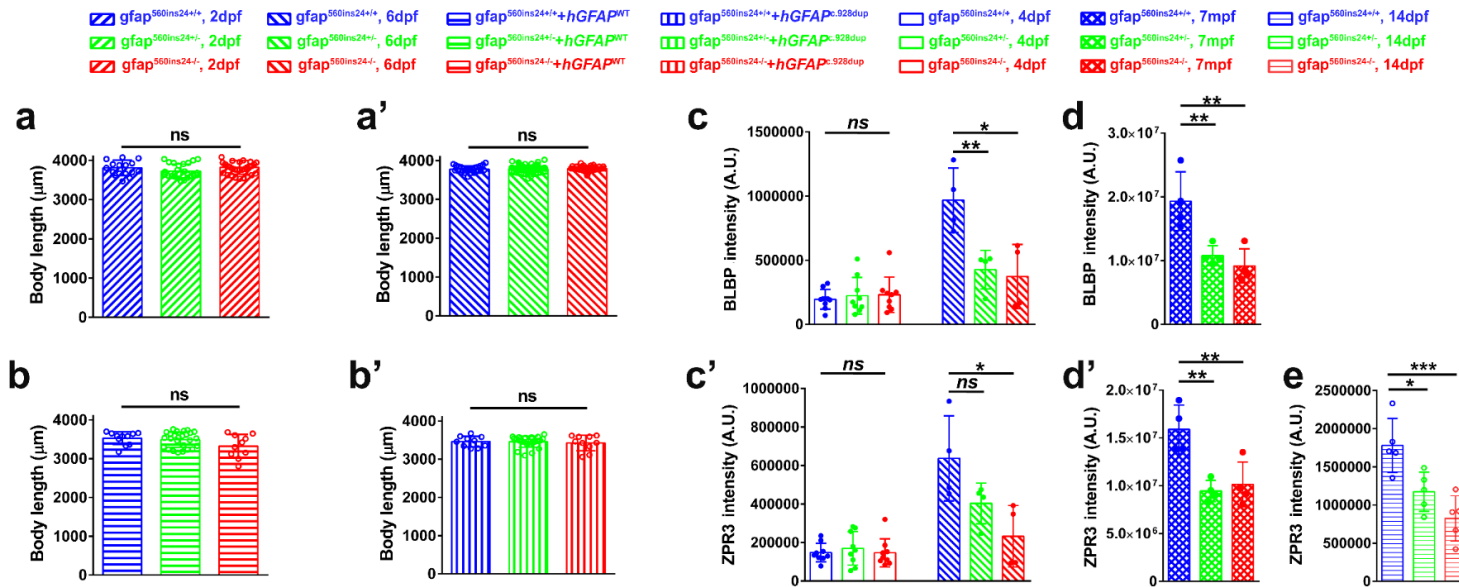 gfap560ins24+/+, 2dpf gfap560ins24+/+, 6dpf gfap560ins24+/++hGFAPWT gfap560ins24+/++hGFAPc.928dup gfap560ins24+/+, 4dpf gfap560ins24+/+, 7mpf gfap560ins24+/+, 14dpf
gfap560ins24+/-, 2dpf gfap560ins24+/-, 6dpf gfap560ins24+/-+hGFAPWT gfap560ins24+/-+hGFAPc.928dup gfap560ins24+/-, 4dpf gfap560ins24+/-, 7mpf gfap560ins24+/-, 14dpf
gfap560ins24-/-, 2dpf gfap560ins24-/-, 6dpf gfap560ins24-/-+hGFAPWT gfap560ins24-/-+hGFAPc.928dup gfap560ins24-/-, 4dpf gfap560ins24-/-, 7mpf gfap560ins24-/-, 14dpf
a
ns
Body length (µm)
4000
3000
2000
1000
0
a’
ns
Body length (µm)
4000
3000
2000
1000
0
c
ns
*
**
BLBP intensity (A.U.)
1500000
1000000
500000
0
d
**
**
BLBP intensity (A.U.)
3.0×10⁷
2.0×10⁷
1.0×10⁷
0
b
ns
Body length (µm)
4000
3000
2000
1000
0
b’
ns
Body length (µm)
4000
3000
2000
1000
0
c’
ns
*
ns
ZPR3 intensity (A.U.)
1000000
800000
600000
400000
200000
0
d’
**
**
ZPR3 intensity (A.U.)
2.0×10⁷
1.5×10⁷
1.0×10⁷
5.0×10⁶
0
e
***
*
ZPR3 intensity (A.U.)
2500000
2000000
1500000
1000000
500000
0